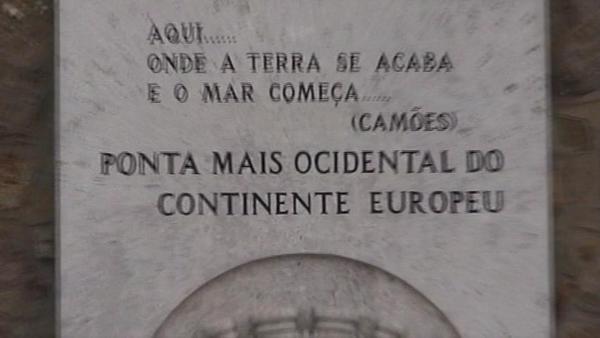 AQUI......
ONDE A TERRA SE ACABA
E O MAR COMEÇA......
(CAMÕES)
PONTA MAIS OCIDENTAL DO
CONTINENTE EUROPEU